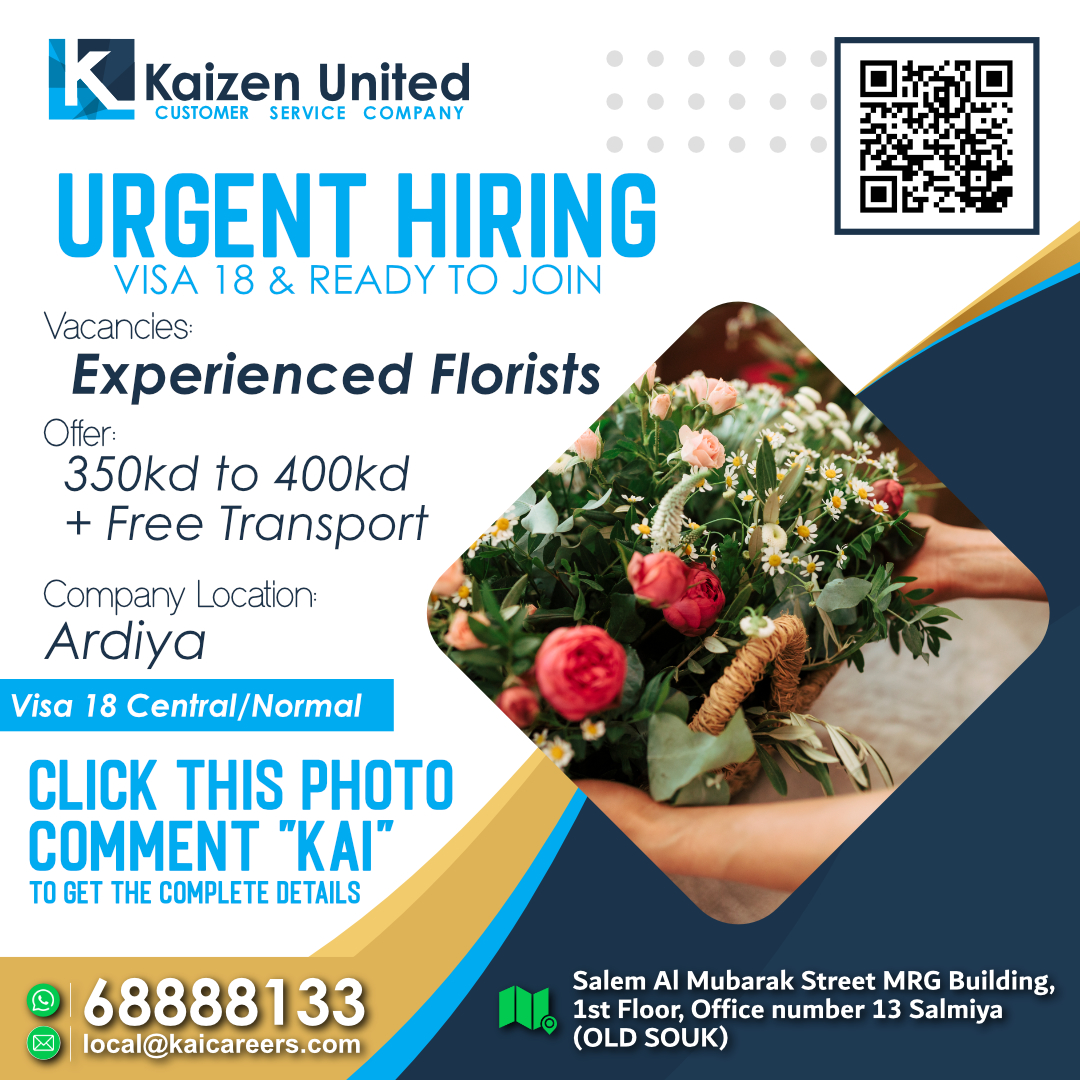 K Kaizen United
CUSTOMER SERVICE COMPANY
URGENT HIRING
VISA 18 & READY TO JOIN
Vacancies:
Experienced Florists
Offer:
350kd to 400kd
+ Free Transport
Company Location:
Ardiya
Visa 18 Central/Normal
CLICK THIS PHOTO
COMMENT "KAI"
TO GET THE COMPLETE DETAILS
68888133
local@kaicareers.com
Salem Al Mubarak Street MRG Building,
1st Floor, Office number 13 Salmiya
(OLD SOUK)